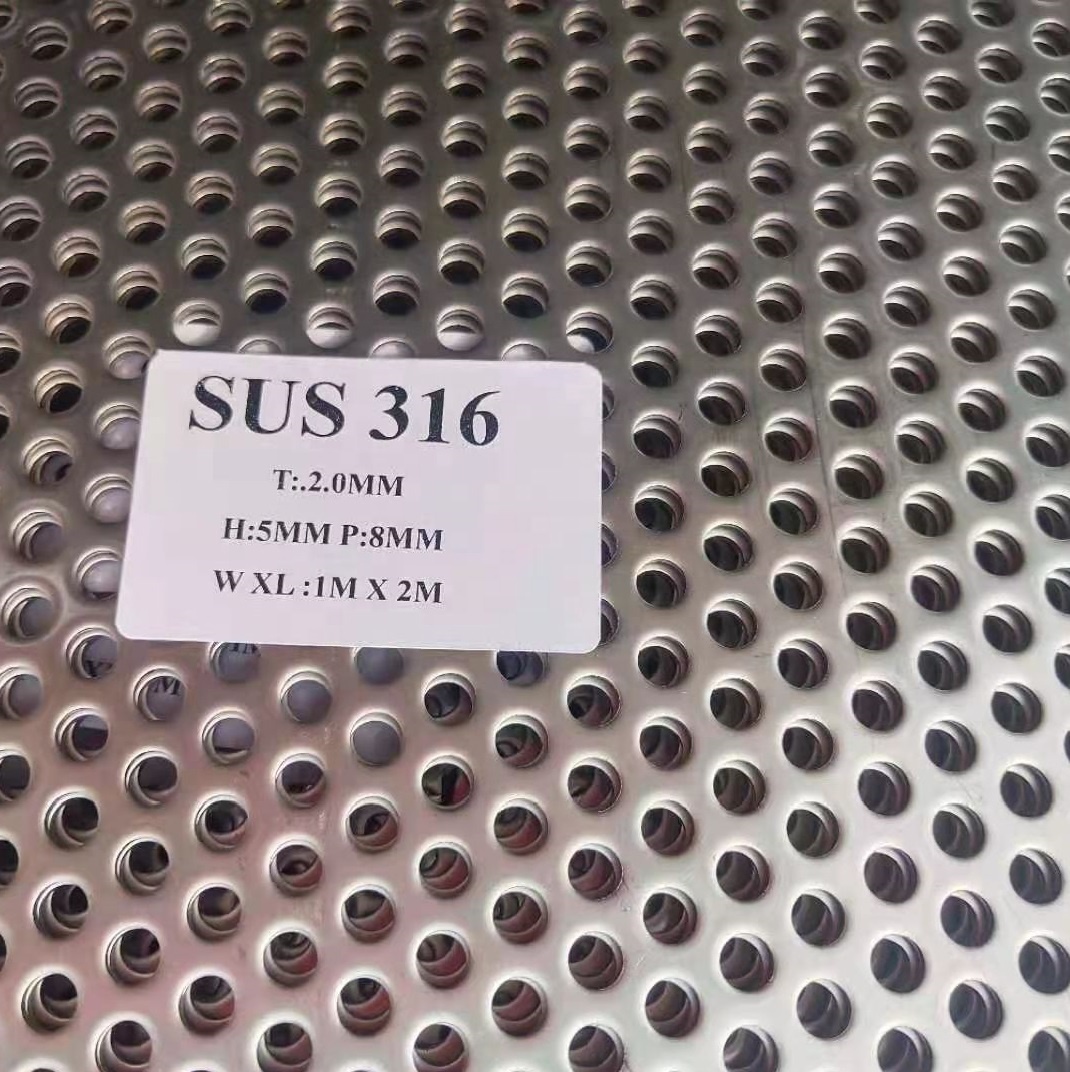 SUS 316
T:.2.0MM
H:5MM P:8MM
W XL :1M X 2M